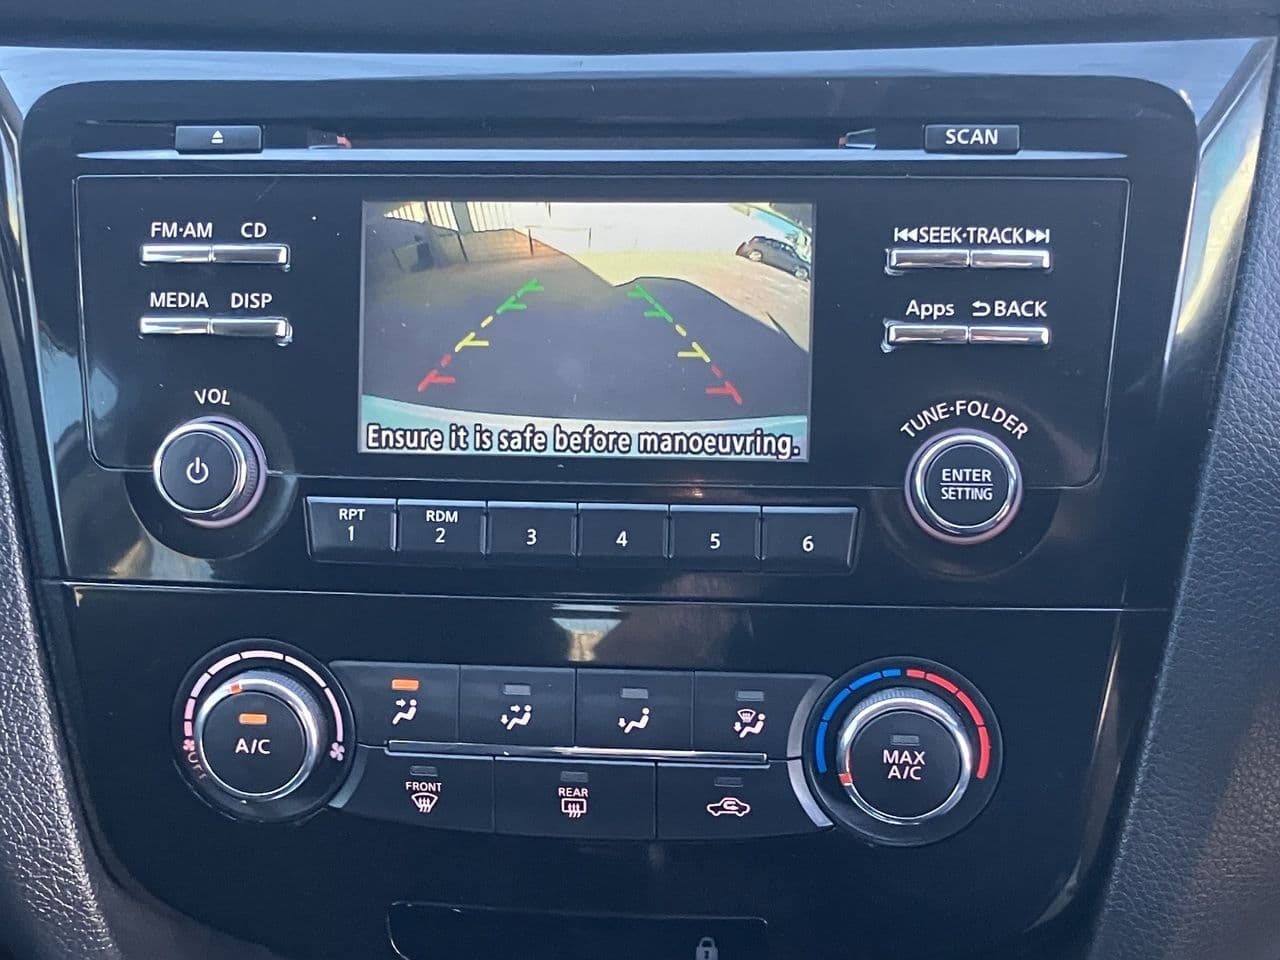 SCAN
FM·AM CD
MEDIA DISP
VOL
SEEK·TRACK
Apps BACK
TUNE·FOLDER
ENTER
SETTING
Ensure it is safe before manoeuvring.
RPT
1
RDM
2
3
4
5
6
A/C
OFF
MAX
A/C
FRONT
REAR